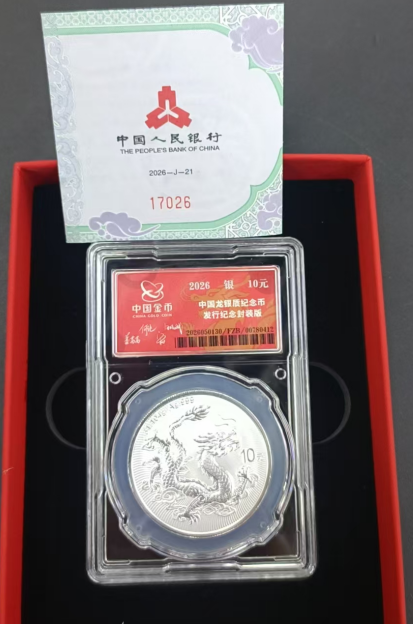 中国人民银行
THE PEOPLE'S BANK OF CHINA
2026-J-21
17026
中国金币
CHINA GOLD COIN
2026 银 10元
中国龙银质纪念币
发行纪念封装版
10